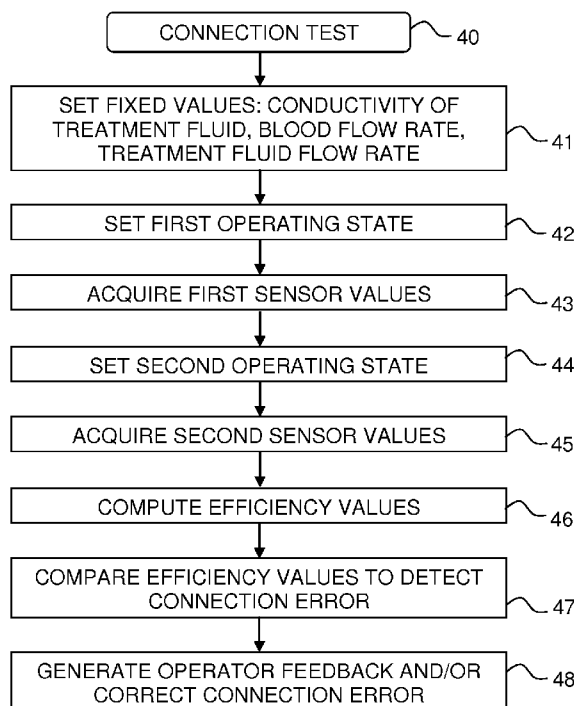 CONNECTION TEST
40
SET FIXED VALUES: CONDUCTIVITY OF
TREATMENT FLUID, BLOOD FLOW RATE,
TREATMENT FLUID FLOW RATE
41
SET FIRST OPERATING STATE
42
ACQUIRE FIRST SENSOR VALUES
43
SET SECOND OPERATING STATE
44
ACQUIRE SECOND SENSOR VALUES
45
COMPUTE EFFICIENCY VALUES
46
COMPARE EFFICIENCY VALUES TO DETECT
CONNECTION ERROR
47
GENERATE OPERATOR FEEDBACK AND/OR
CORRECT CONNECTION ERROR
48